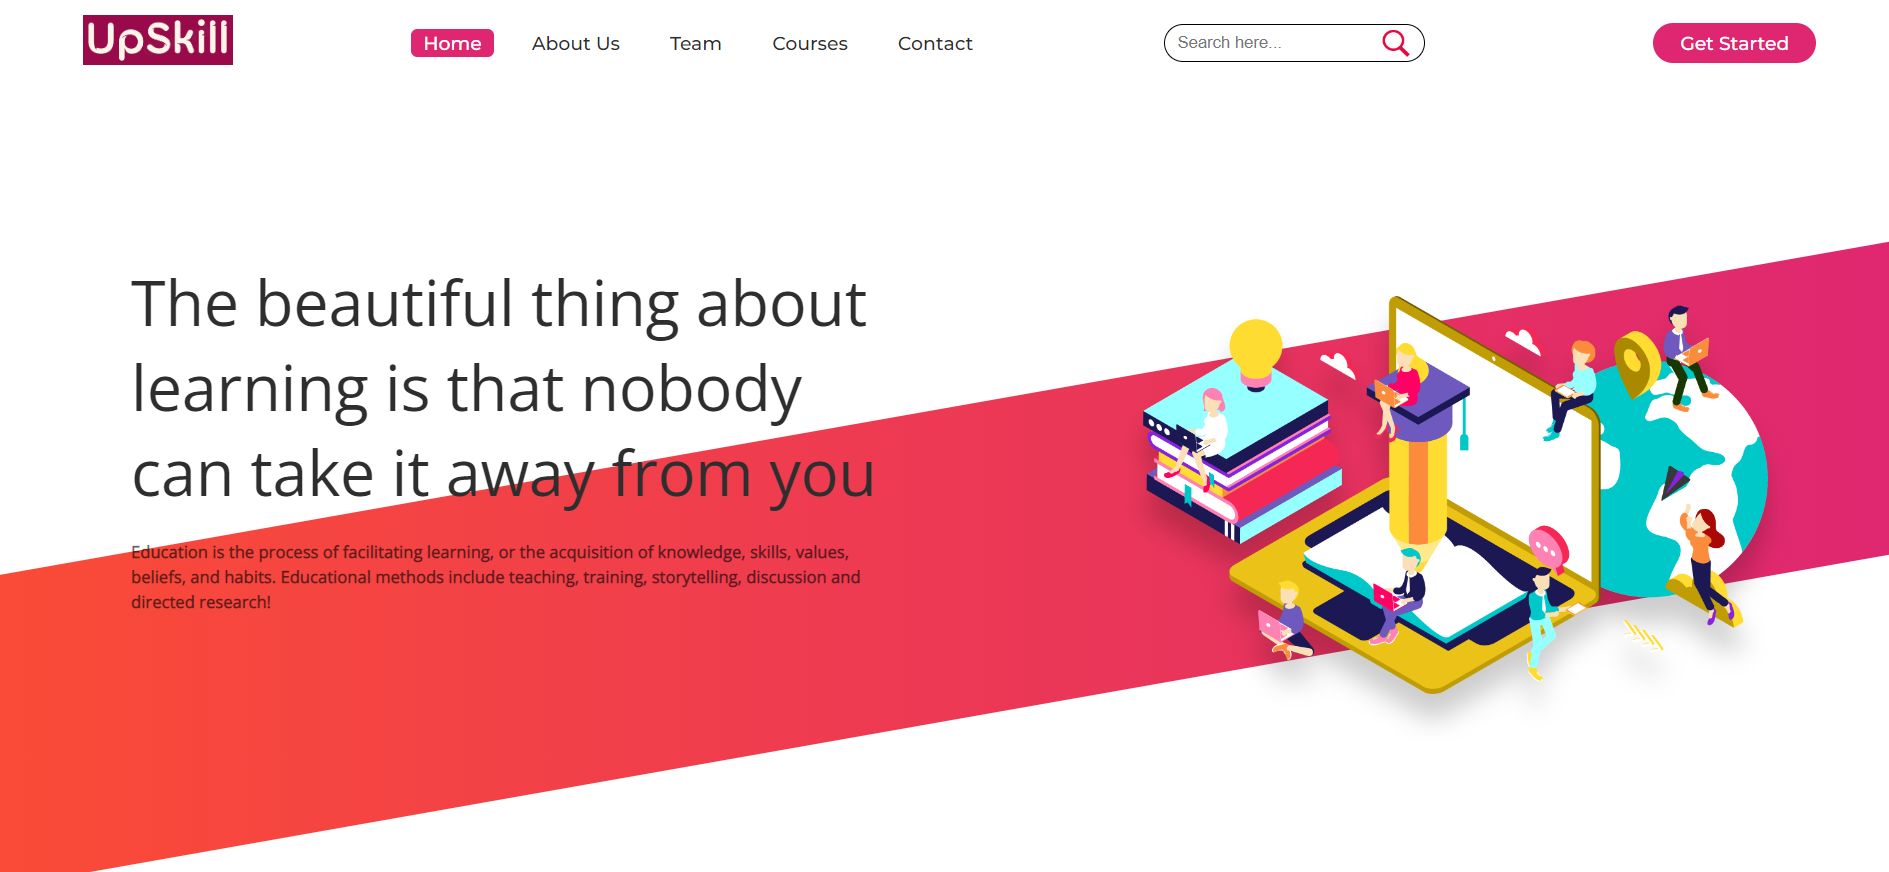 UpSkill
Home
About Us
Team
Courses
Contact
Search here...
Get Started
The beautiful thing about
learning is that nobody
can take it away from you
Education is the process of facilitating learning, or the acquisition of knowledge, skills, values,
beliefs, and habits. Educational methods include teaching, training, storytelling, discussion and
directed research!